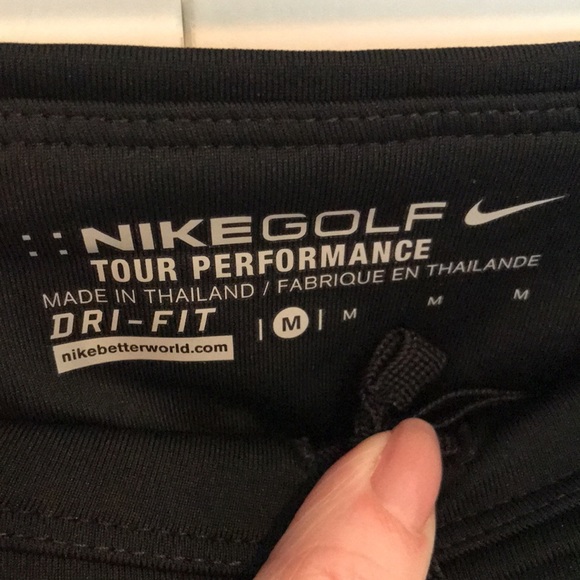 NIKEGOLF
TOUR PERFORMANCE
MADE IN THAILAND / FABRIQUE EN THAILANDE
DRI-FIT | M | M M M
nikebetterworld.com